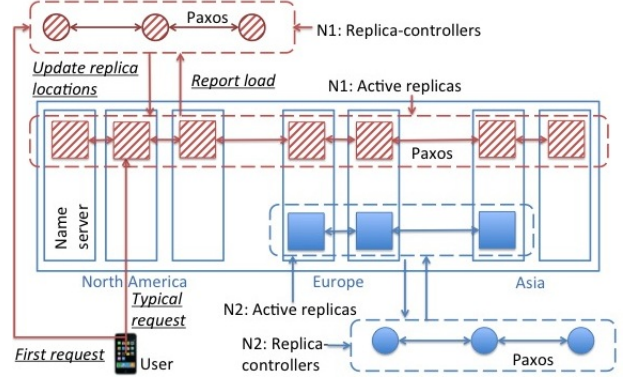 Paxos
N1: Replica-controllers
Update replica
locations
Report load
N1: Active replicas
Paxos
Name
server
North America
Europe
Asia
Typical
request
N2: Active replicas
First request
User
N2: Replica-
controllers
Paxos